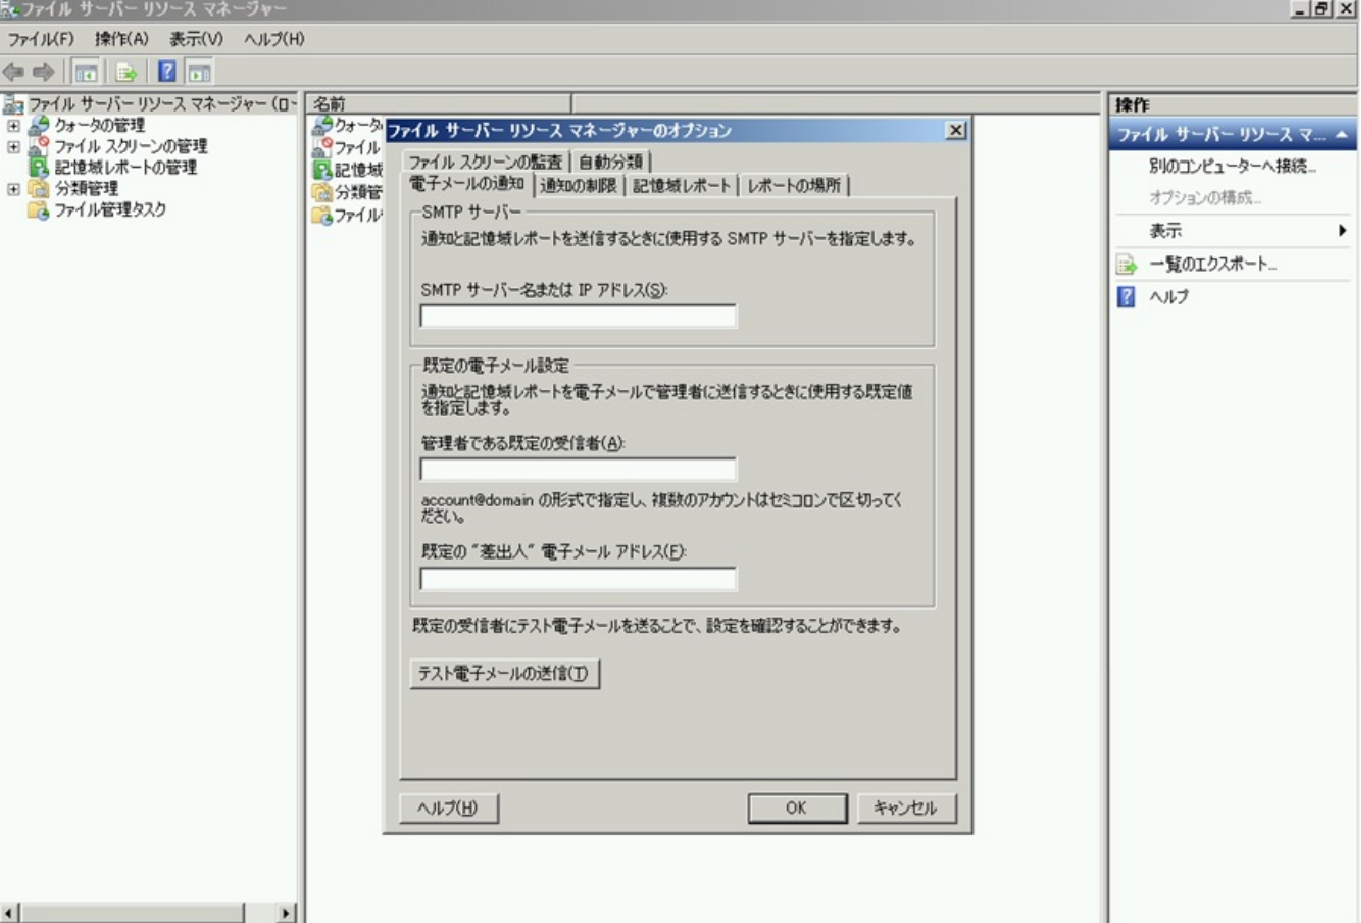 ファイル サーバー リソース マネージャー
ファイル(F) 操作(A) 表示(V) ヘルプ(H)
ファイル サーバー リソース マネージャー (ロ
クォータの管理
ファイル スクリーンの管理
記憶域レポートの管理
分類管理
ファイル管理タスク
名前
クォータ
ファイル
記憶域
分類管
ファイル
ファイル サーバー リソース マネージャーのオプション
ファイル スクリーンの監査 自動分類
電子メールの通知 通知の制限 記憶域レポート レポートの場所
SMTP サーバー
通知と記憶域レポートを送信するときに使用する SMTP サーバーを指定します。
SMTP サーバー名または IP アドレス(S):
既定の電子メール設定
通知と記憶域レポートを電子メールで管理者に送信するときに使用する既定値
を指定します。
管理者である既定の受信者(A):
account@domain の形式で指定し、複数のアカウントはセミコロンで区切ってく
ださい。
既定の "差出人" 電子メール アドレス(F):
既定の受信者にテスト電子メールを送ることで、設定を確認することができます。
テスト電子メールの送信(T)
ヘルプ(H) OK キャンセル
操作
ファイル サーバー リソース マ...
別のコンピューターへ接続...
オプションの構成...
表示
一覧のエクスポート...
ヘルプ